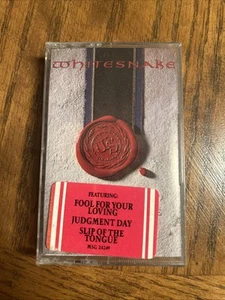 WHITESNAKE
FEATURING:
FOOL FOR YOUR
LOVING
JUDGMENT DAY
SLIP OF THE
TONGUE